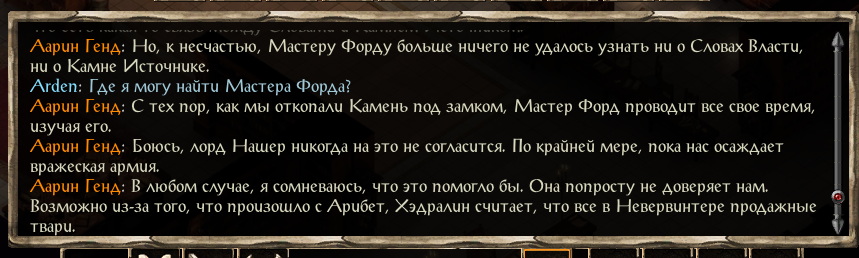 Аарин Генд: Но, к несчастью, Мастеру Форду больше ничего не удалось узнать ни о Словах Власти,
ни о Камне Источнике.
Arden: Где я могу найти Мастера Форда?
Аарин Генд: С тех пор, как мы откопали Камень под замком, Мастер Форд проводит все свое время,
изучая его.
Аарин Генд: Боюсь, лорд Нашер никогда на это не согласится. По крайней мере, пока нас осаждает
вражеская армия.
Аарин Генд: В любом случае, я сомневаюсь, что это помогло бы. Она попросту не доверяет нам.
Возможно из-за того, что произошло с Арибет, Хэдралин считает, что все в Невервинтере продажные
твари.